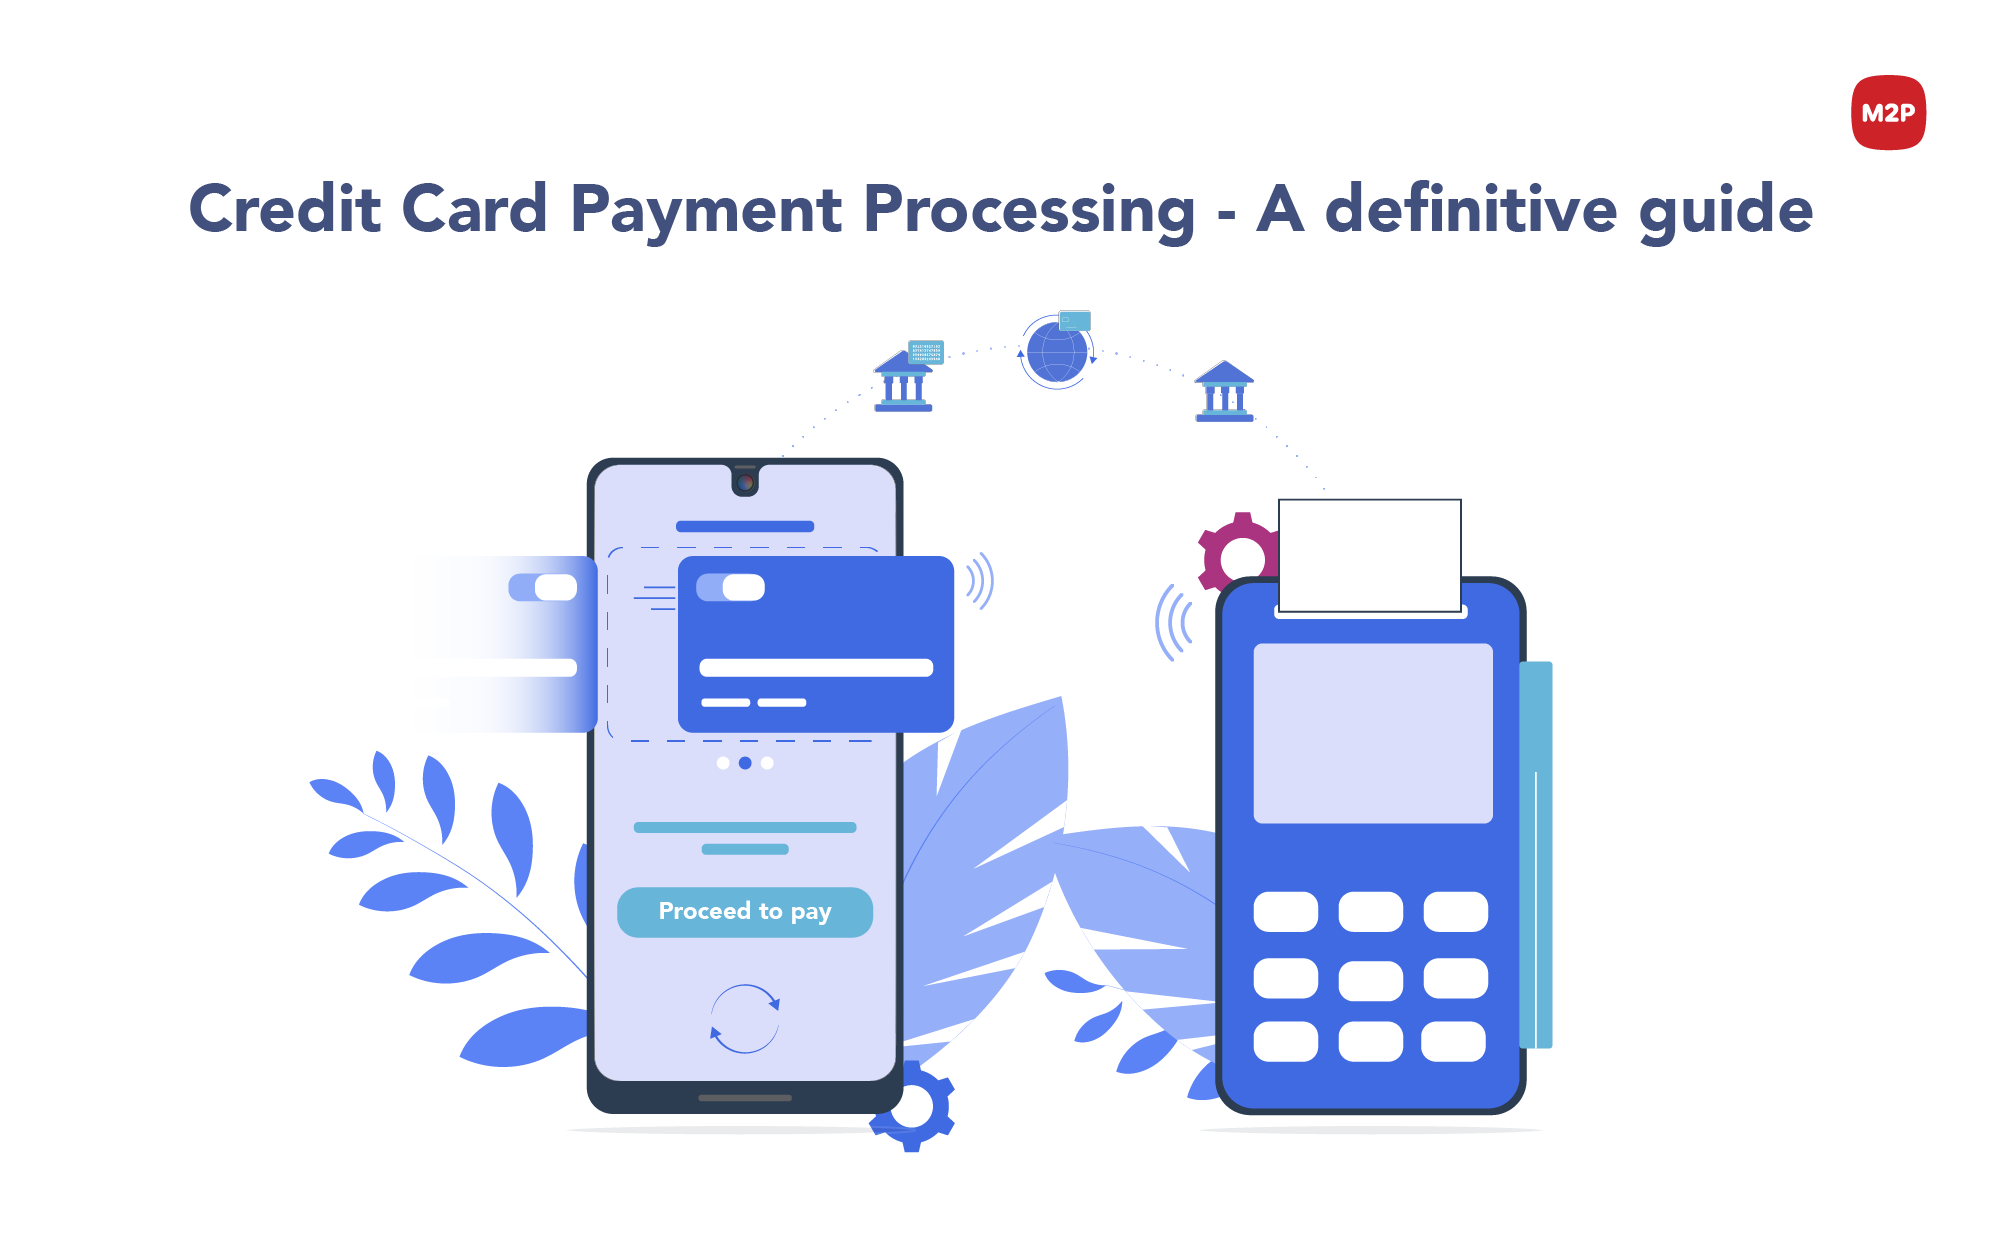 M2P
Credit Card Payment Processing - A definitive guide
Proceed to pay